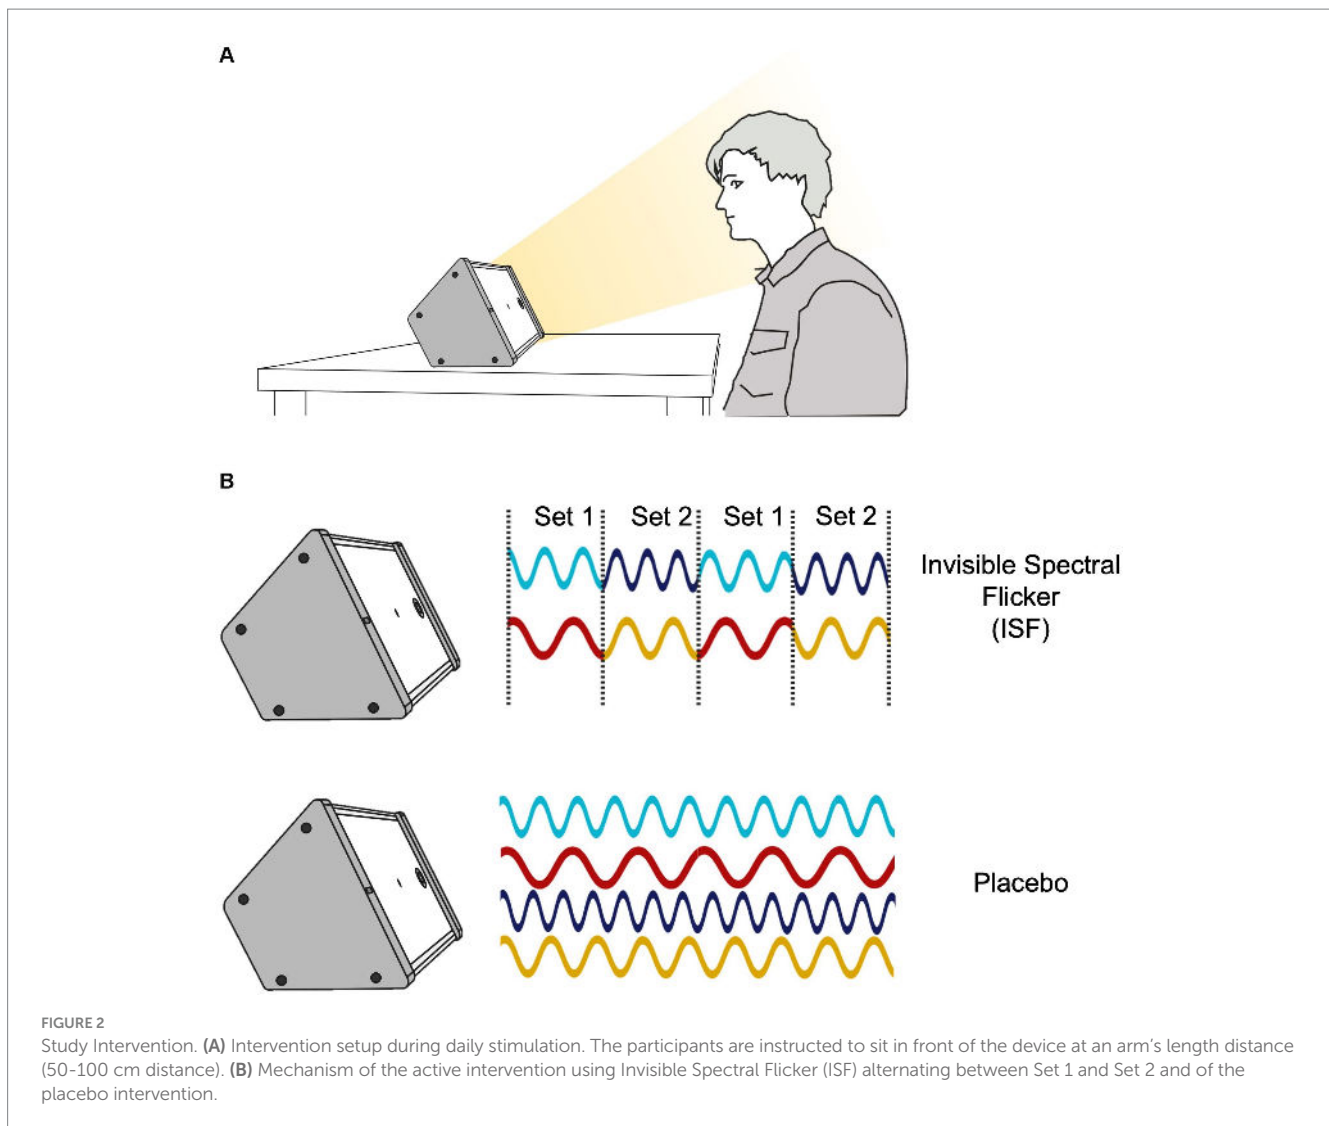 A
B
Set 1 Set 2 Set 1 Set 2
Invisible Spectral
Flicker
(ISF)
Placebo
FIGURE 2
Study Intervention. (A) Intervention setup during daily stimulation. The participants are instructed to sit in front of the device at an arm's length distance
(50-100 cm distance). (B) Mechanism of the active intervention using Invisible Spectral Flicker (ISF) alternating between Set 1 and Set 2 and of the
placebo intervention.